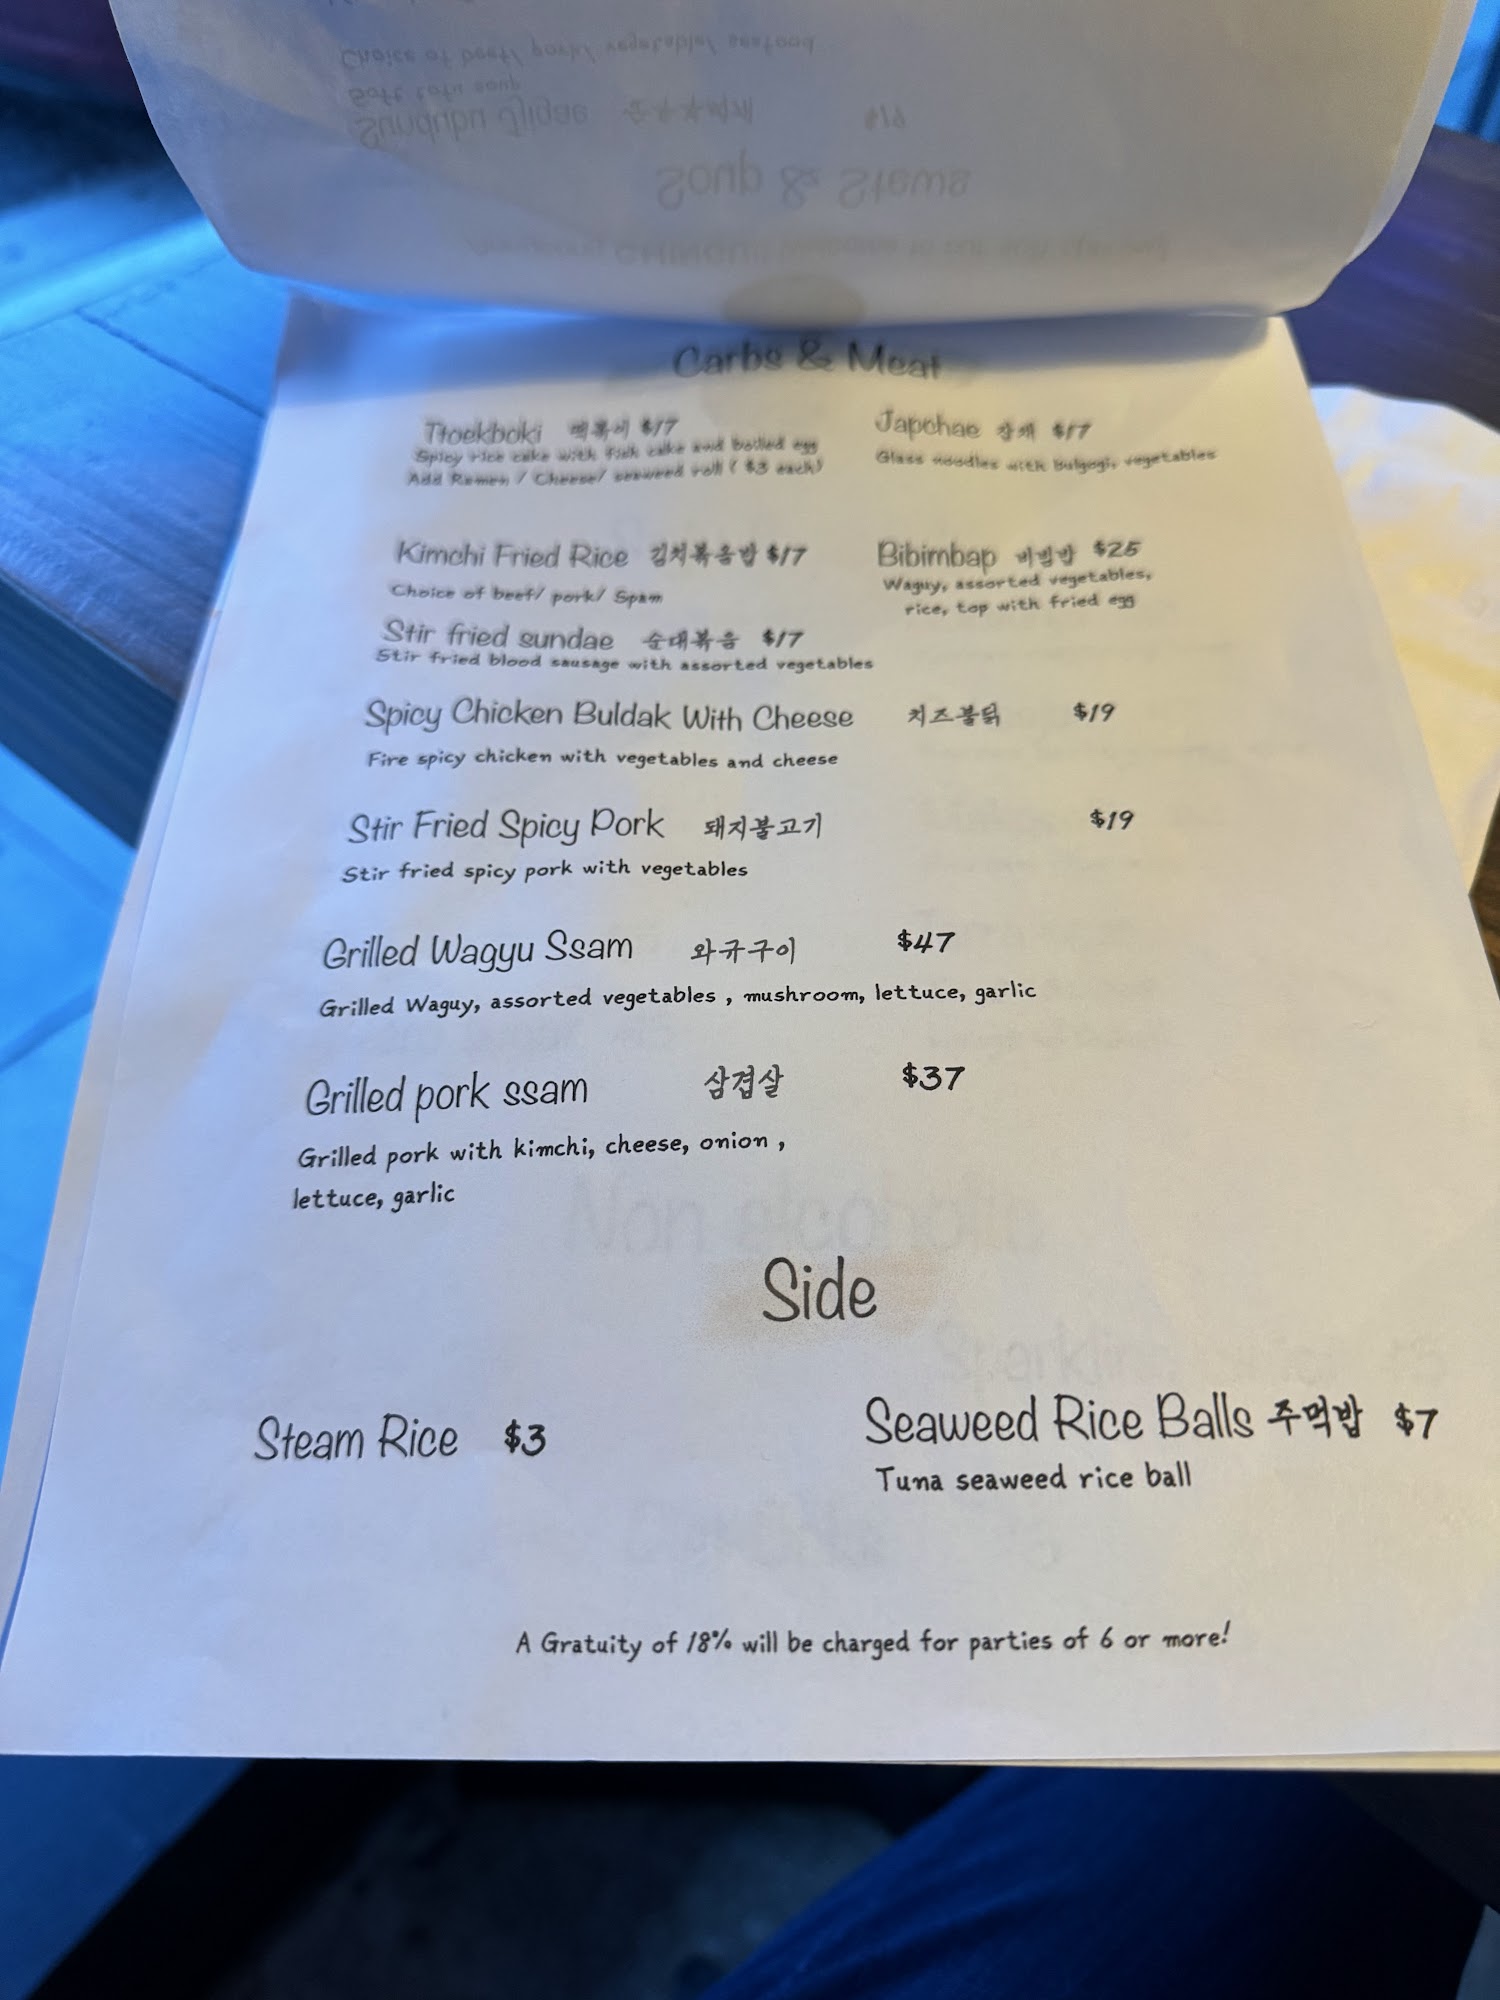 Carbs & Meat
Ttoekboki 떡볶이 $17
Spicy rice cake with fish cake and boiled egg
Add Ramen / Cheese/ seaweed roll ( $3 each)
Japchae 잡채 $17
Glass noodles with bulgogi, vegetables
Kimchi Fried Rice 김치볶음밥 $17
Choice of beef/ pork/ Spam
Bibimbap 비빔밥 $25
Waguy, assorted vegetables,
rice, top with fried egg
Stir fried sundae 순대볶음 $17
Stir fried blood sausage with assorted vegetables
Spicy Chicken Buldak With Cheese 치즈불닭 $19
Fire spicy chicken with vegetables and cheese
Stir Fried Spicy Pork 돼지불고기 $19
Stir fried spicy pork with vegetables
Grilled Wagyu Ssam 와규구이 $47
Grilled Waguy, assorted vegetables , mushroom, lettuce, garlic
Grilled pork ssam 삼겹살 $37
Grilled pork with kimchi, cheese, onion ,
lettuce, garlic
Side
Steam Rice $3
Seaweed Rice Balls 주먹밥 $7
Tuna seaweed rice ball
A Gratuity of 18% will be charged for parties of 6 or more!